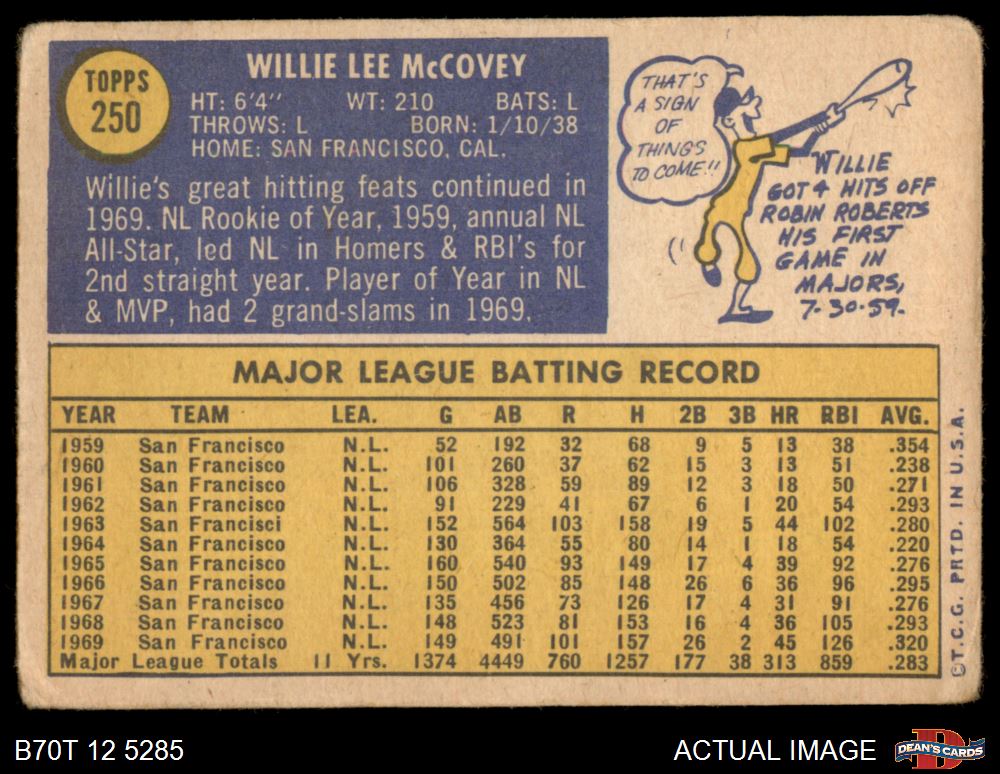 TOPPS
250
WILLIE LEE McCOVEY
HT: 6'4" WT: 210 BATS: L
THROWS: L BORN: 1/10/38
HOME: SAN FRANCISCO, CAL.
Willie's great hitting feats continued in
1969. NL Rookie of Year, 1959, annual NL
All-Star, led NL in Homers & RBI's for
2nd straight year. Player of Year in NL
& MVP, had 2 grand-slams in 1969.
THAT'S
A SIGN
OF
THINGS
TO COME!!
WILLIE
GOT 4 HITS OFF
ROBIN ROBERTS
HIS FIRST
GAME IN
MAJORS,
7-30-59.
MAJOR LEAGUE BATTING RECORD
YEAR TEAM LEA. G AB R H 2B 3B HR RBI AVG.
1959 San Francisco N.L. 52 192 32 68 9 5 13 38 .354
1960 San Francisco N.L. 101 260 37 62 15 3 13 51 .238
1961 San Francisco N.L. 106 328 59 89 12 3 18 50 .271
1962 San Francisco N.L. 91 229 41 67 6 1 20 54 .293
1963 San Francisci N.L. 152 564 103 158 19 5 44 102 .280
1964 San Francisco N.L. 130 364 55 80 14 1 18 54 .220
1965 San Francisco N.L. 160 540 93 149 17 4 39 92 .276
1966 San Francisco N.L. 150 502 85 148 26 6 36 96 .295
1967 San Francisco N.L. 135 456 73 126 17 4 31 91 .276
1968 San Francisco N.L. 148 523 81 153 16 4 36 105 .293
1969 San Francisco N.L. 149 491 101 157 26 2 45 126 .320
Major League Totals 11 Yrs. 1374 4449 760 1257 177 38 313 859 .283
©T.C.G. PRTD. IN U.S.A.
B70T 12 5285
ACTUAL IMAGE
DEAN'S CARDS